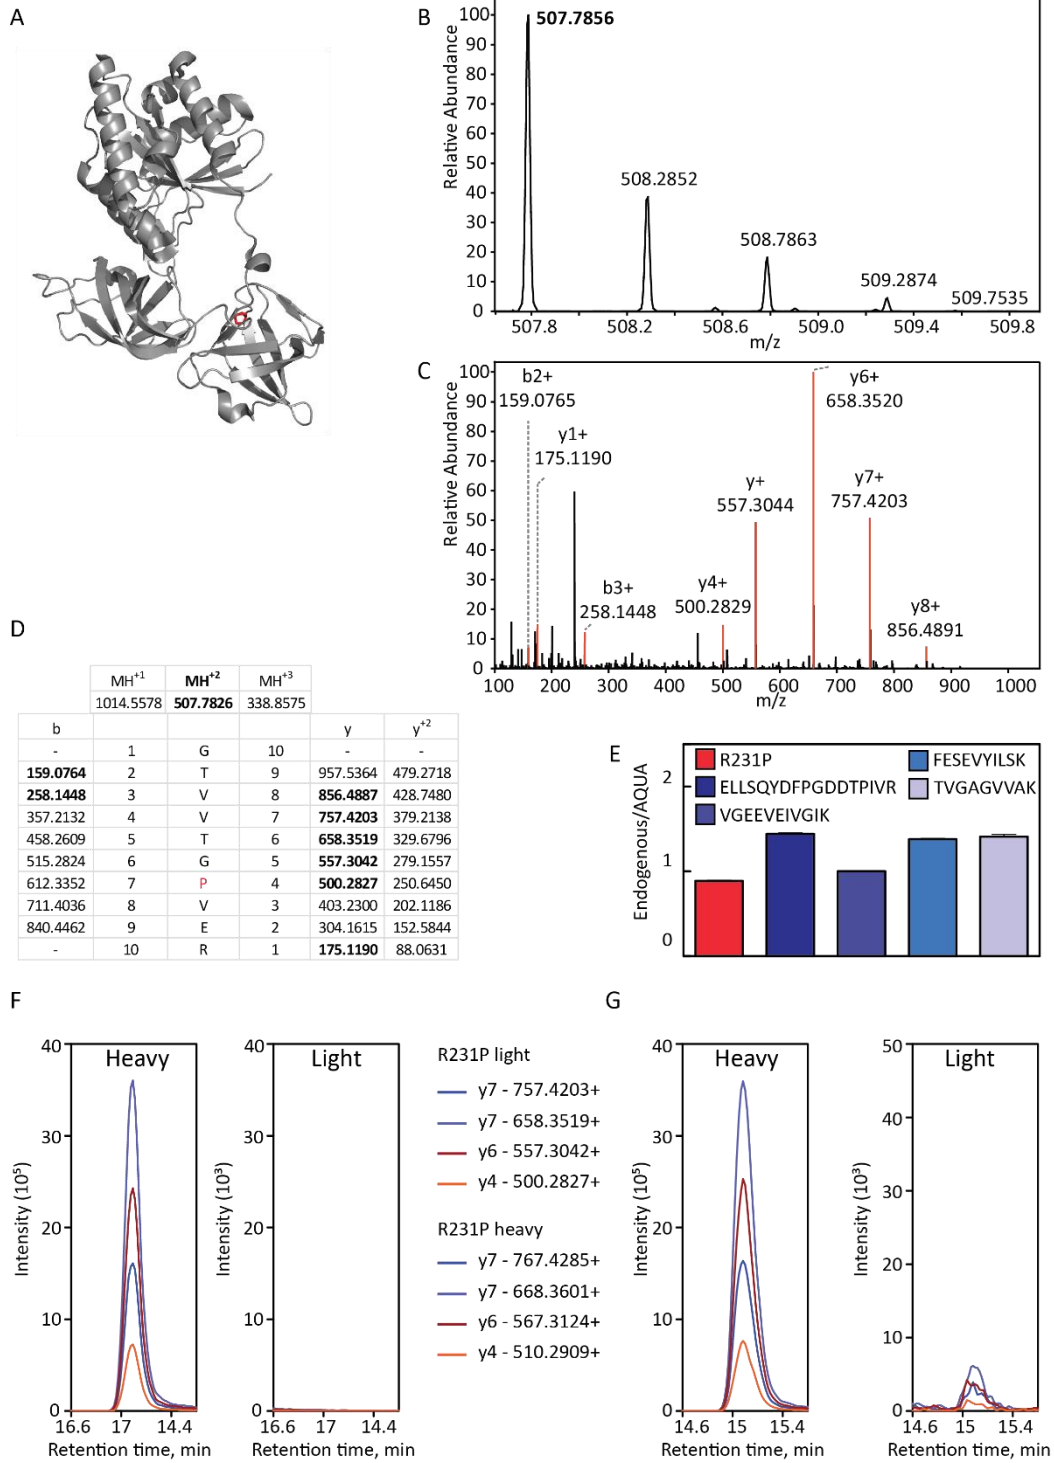 A
B
Relative Abundance
100
90
80
70
60
50
40
30
20
10
0
507.7856
508.2852
508.7863
509.2874
509.7535
507.8 508.3 508.6 509.0 509.4 509.8
m/z
C
Relative Abundance
100
90
80
70
60
50
40
30
20
10
0
b2+
159.0765
y1+
175.1190
b3+
258.1448
y4+
500.2829
y+
557.3044
y6+
658.3520
y7+
757.4203
y8+
856.4891
100 200 300 400 500 600 700 800 900 1000
m/z
D
MH+1 MH+2 MH+3
1014.5578 507.7826 338.8575
b y y+2
- 1 G 10 - -
159.0764 2 T 9 957.5364 479.2718
258.1448 3 V 8 856.4887 428.7480
357.2132 4 V 7 757.4203 379.2138
458.2609 5 T 6 658.3519 329.6796
515.2824 6 G 5 557.3042 279.1557
612.3352 7 P 4 500.2827 250.6450
711.4036 8 V 3 403.2300 202.1186
840.4462 9 E 2 304.1615 152.5844
- 10 R 1 175.1190 88.0631
E
Endogenous/AQUA
2
1
0
R231P
ELLSQYDFPGDDTPIVR
VGEEVEIVGIK
FESEVYILSK
TVGAGVVAK
F
Heavy
Intensity (10⁵)
40
30
20
10
0
16.6 17 14.4
Retention time, min
Light
Intensity (10³)
40
30
20
10
0
16.6 17 14.4
Retention time, min
R231P light
y7 - 757.4203+
y7 - 658.3519+
y6 - 557.3042+
y4 - 500.2827+
R231P heavy
y7 - 767.4285+
y7 - 668.3601+
y6 - 567.3124+
y4 - 510.2909+
G
Heavy
Intensity (10⁵)
40
30
20
10
0
14.6 15 15.4
Retention time, min
Light
Intensity (10³)
50
40
30
20
10
0
14.6 15 15.4
Retention time, min